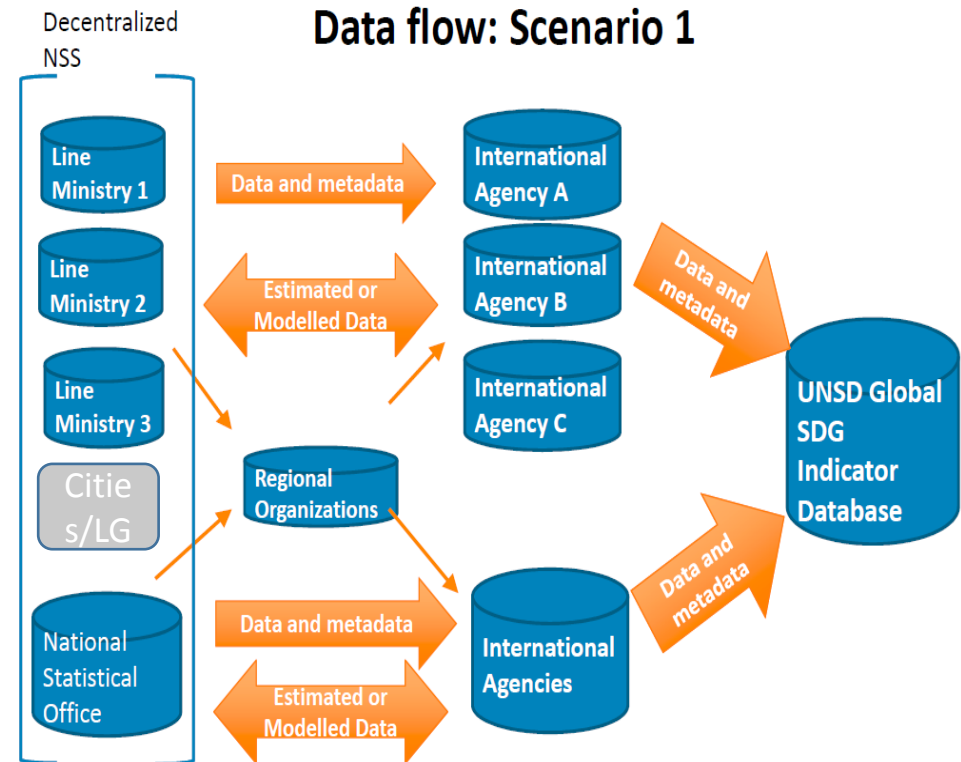 Decentralized
NSS
Data flow: Scenario 1
Line
Ministry 1
Line
Ministry 2
Line
Ministry 3
Citie
s/LG
National
Statistical
Office
Data and metadata
Estimated or
Modelled Data
Regional
Organizations
Data and metadata
Estimated or
Modelled Data
International
Agency A
International
Agency B
International
Agency C
International
Agencies
Data and
metadata
Data and
metadata
UNSD Global
SDG
Indicator
Database